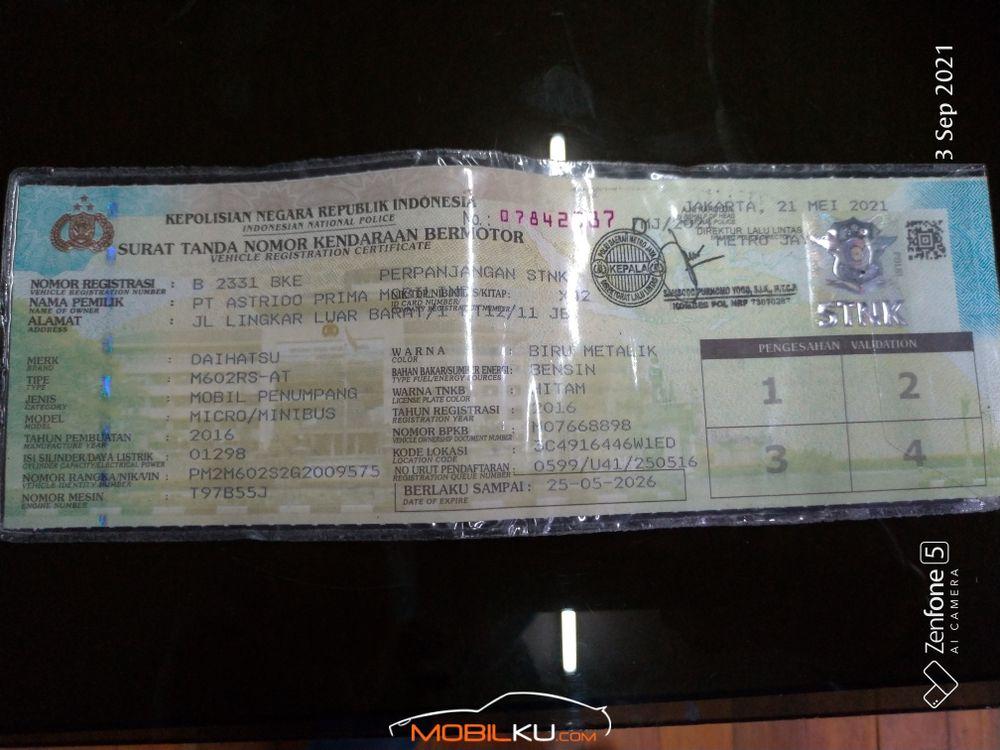 3 Sep 2021
KEPOLISIAN NEGARA REPUBLIK INDONESIA
INDONESIAN NATIONAL POLICE
SURAT TANDA NOMOR KENDARAAN BERMOTOR
VEHICLE REGISTRATION CERTIFICATE
No.:
JAKARTA, 21 MEI 2021
DIREKTUR LALU LINTAS
METRO JAYA
KEPALA
STNK
NOMOR REGISTRASI : B 2331 BKE PERPANJANGAN STNK
VEHICLE REGISTRATION NUMBER
NAMA PEMILIK : PT ASTRIDO PRIMA
NAME OF OWNER
ALAMAT : JL LINGKAR LUAR BARAT/1
ADDRESS
MERK : DAIHATSU
BRAND
TIPE : M602RS-AT
TYPE
JENIS : MOBIL PENUMPANG
CATEGORY
MODEL : MICRO/MINIBUS
MODEL
TAHUN PEMBUATAN : 2016
MANUFACTURE YEAR
ISI SILINDER/DAYA LISTRIK : 01298
CYLINDER CAPACITY/ELECTRICAL POWER
NOMOR RANGKA/NIK/VIN : PM2M602S2G2009575
VEHICLE IDENTITY NUMBER
NOMOR MESIN : T97B55J
ENGINE NUMBER
WARNA : BIRU METALIK
COLOR
BAHAN BAKAR/SUMBER ENERGI : BENSIN
TYPE FUEL/ENERGY SOURCES
WARNA TNKB : HITAM
LICENSE PLATE COLOR
TAHUN REGISTRASI : 2016
REGISTRATION YEAR
NOMOR BPKB : M07668898
VEHICLE OWNERSHIP DOCUMENT NUMBER
KODE LOKASI : 3C4916446W1ED
LOCATION CODE
NO URUT PENDAFTARAN : 0599/U41/250516
REGISTRATION QUEUE NUMBER
BERLAKU SAMPAI : 25-05-2026
DATE OF EXPIRE
PENGESAHAN VALIDATION
1 2
3 4
Zenfone 5
AI CAMERA
MOBILKU.COM